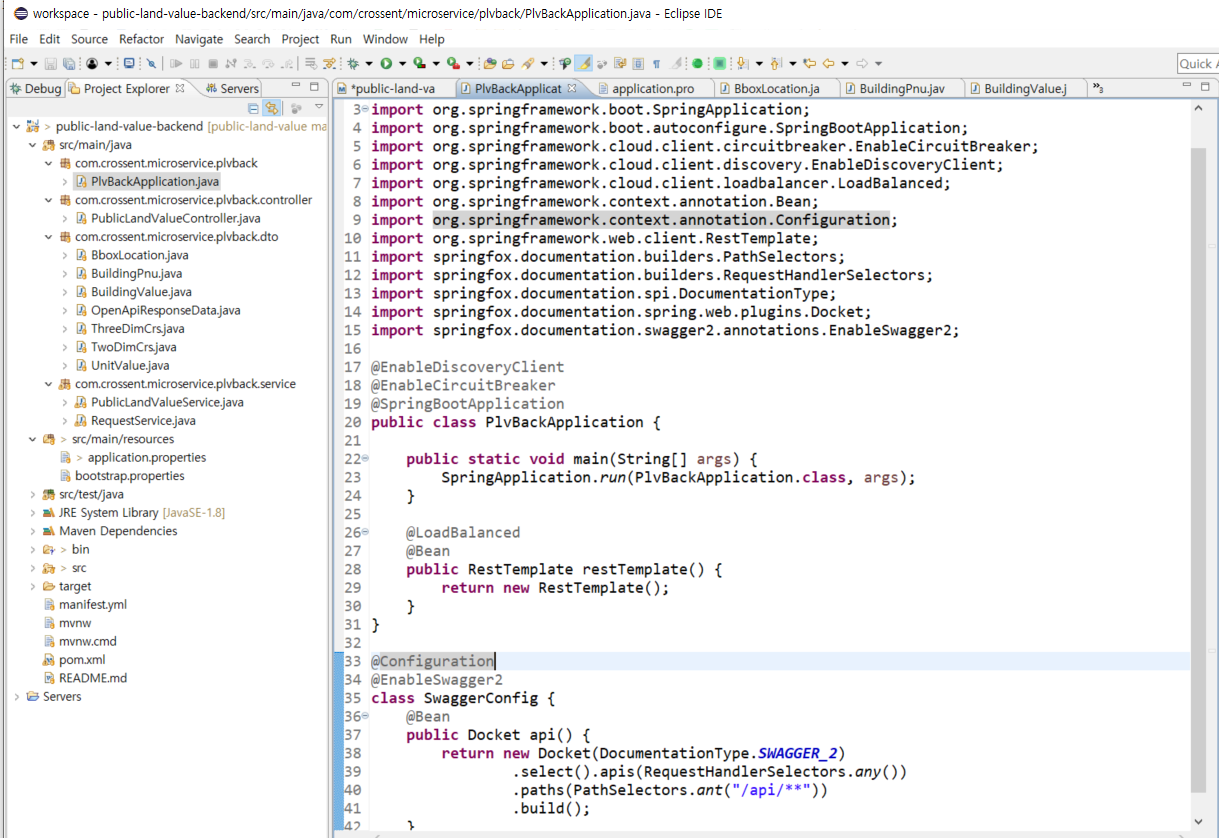 workspace - public-land-value-backend/src/main/java/com/crossent/microservice/plvback/PlvBackApplication.java - Eclipse IDE
File Edit Source Refactor Navigate Search Project Run Window Help
Quick A
Debug Project Explorer Servers
*public-land-va PlvBackApplicat application.pro BboxLocation.ja BuildingPnu.jav BuildingValue.j »3
> public-land-value-backend [public-land-value ma
src/main/java
com.crossent.microservice.plvback
PlvBackApplication.java
com.crossent.microservice.plvback.controller
PublicLandValueController.java
com.crossent.microservice.plvback.dto
BboxLocation.java
BuildingPnu.java
BuildingValue.java
OpenApiResponseData.java
ThreeDimCrs.java
TwoDimCrs.java
UnitValue.java
com.crossent.microservice.plvback.service
PublicLandValueService.java
RequestService.java
> src/main/resources
> application.properties
bootstrap.properties
src/test/java
JRE System Library [JavaSE-1.8]
Maven Dependencies
> bin
> src
target
manifest.yml
mvnw
mvnw.cmd
pom.xml
README.md
Servers
3 import org.springframework.boot.SpringApplication;
4 import org.springframework.boot.autoconfigure.SpringBootApplication;
5 import org.springframework.cloud.client.circuitbreaker.EnableCircuitBreaker;
6 import org.springframework.cloud.client.discovery.EnableDiscoveryClient;
7 import org.springframework.cloud.client.loadbalancer.LoadBalanced;
8 import org.springframework.context.annotation.Bean;
9 import org.springframework.context.annotation.Configuration;
10 import org.springframework.web.client.RestTemplate;
11 import springfox.documentation.builders.PathSelectors;
12 import springfox.documentation.builders.RequestHandlerSelectors;
13 import springfox.documentation.spi.DocumentationType;
14 import springfox.documentation.spring.web.plugins.Docket;
15 import springfox.documentation.swagger2.annotations.EnableSwagger2;
16
17 @EnableDiscoveryClient
18 @EnableCircuitBreaker
19 @SpringBootApplication
20 public class PlvBackApplication {
21
22 public static void main(String[] args) {
23 SpringApplication.run(PlvBackApplication.class, args);
24 }
25
26 @LoadBalanced
27 @Bean
28 public RestTemplate restTemplate() {
29 return new RestTemplate();
30 }
31 }
32
33 @Configuration
34 @EnableSwagger2
35 class SwaggerConfig {
36 @Bean
37 public Docket api() {
38 return new Docket(DocumentationType.SWAGGER_2)
39 .select().apis(RequestHandlerSelectors.any())
40 .paths(PathSelectors.ant("/api/**"))
41 .build();
42 }